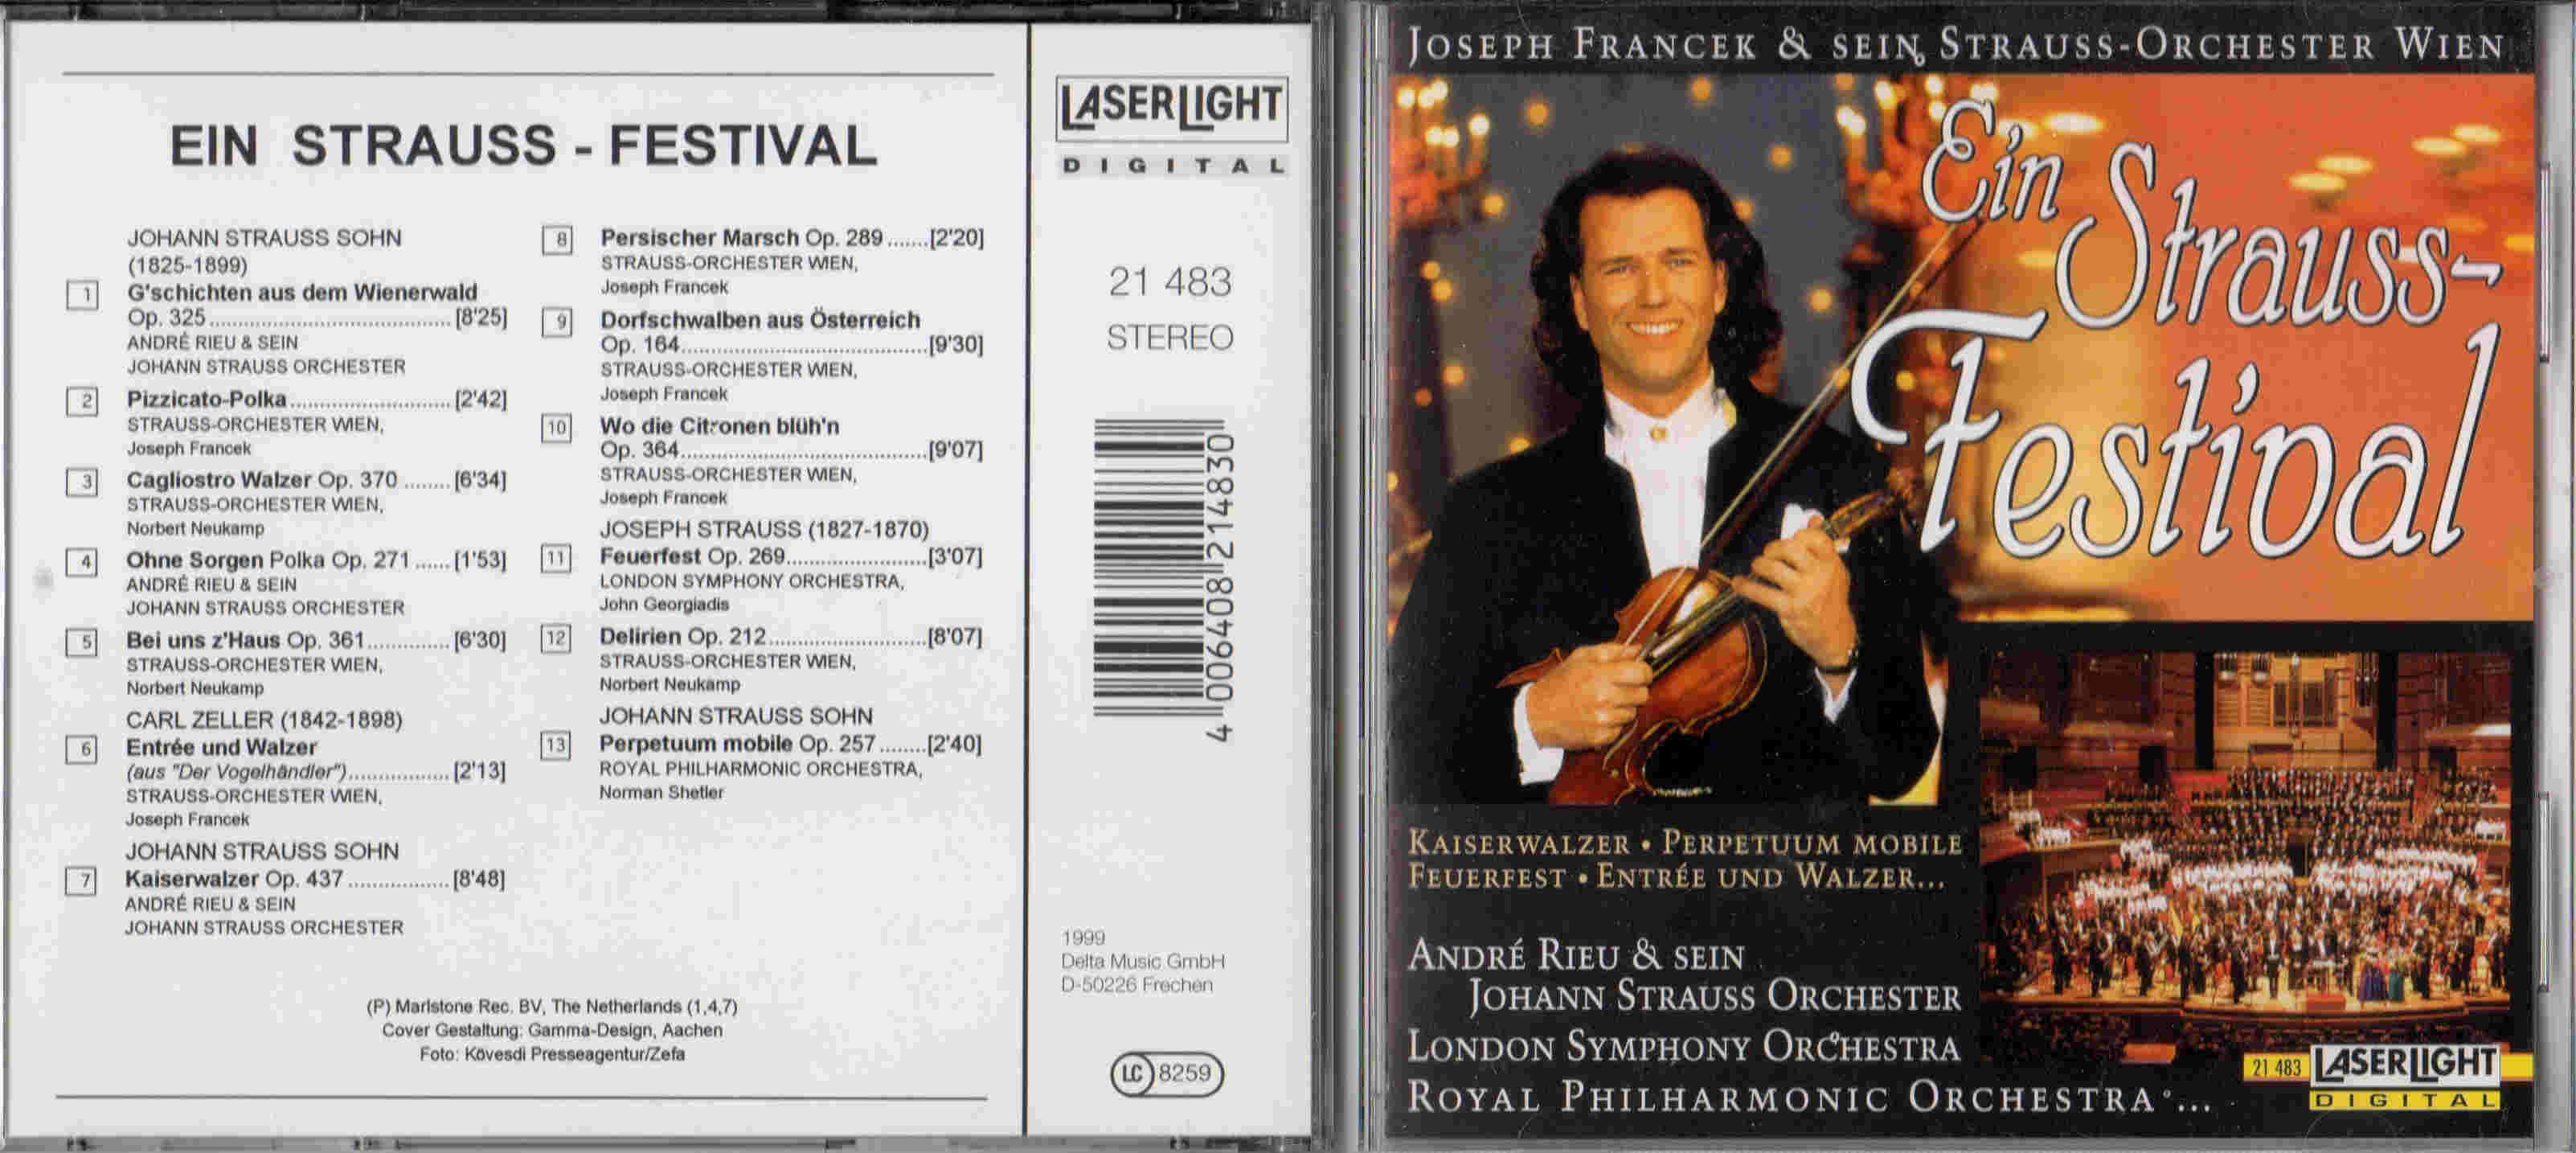 EIN STRAUSS - FESTIVAL
JOHANN STRAUSS SOHN
(1825-1899)
1 G'schichten aus dem Wienerwald
Op. 325 ........................................ [8'25]
ANDRÉ RIEU & SEIN
JOHANN STRAUSS ORCHESTER
2 Pizzicato-Polka ........................... [2'42]
STRAUSS-ORCHESTER WIEN,
Joseph Francek
3 Cagliostro Walzer Op. 370 ........ [6'34]
STRAUSS-ORCHESTER WIEN,
Norbert Neukamp
4 Ohne Sorgen Polka Op. 271 ...... [1'53]
ANDRÉ RIEU & SEIN
JOHANN STRAUSS ORCHESTER
5 Bei uns z'Haus Op. 361 .............. [6'30]
STRAUSS-ORCHESTER WIEN,
Norbert Neukamp
CARL ZELLER (1842-1898)
6 Entrée und Walzer
(aus "Der Vogelhändler") ................. [2'13]
STRAUSS-ORCHESTER WIEN,
Joseph Francek
JOHANN STRAUSS SOHN
7 Kaiserwalzer Op. 437 ................. [8'48]
ANDRÉ RIEU & SEIN
JOHANN STRAUSS ORCHESTER
8 Persischer Marsch Op. 289 ....... [2'20]
STRAUSS-ORCHESTER WIEN,
Joseph Francek
9 Dorfschwalben aus Österreich
Op. 164 ......................................... [9'30]
STRAUSS-ORCHESTER WIEN,
Joseph Francek
10 Wo die Citronen blüh'n
Op. 364 ......................................... [9'07]
STRAUSS-ORCHESTER WIEN,
Joseph Francek
JOSEPH STRAUSS (1827-1870)
11 Feuerfest Op. 269 ....................... [3'07]
LONDON SYMPHONY ORCHESTRA,
John Georgiadis
12 Delirien Op. 212 .......................... [8'07]
STRAUSS-ORCHESTER WIEN,
Norbert Neukamp
JOHANN STRAUSS SOHN
13 Perpetuum mobile Op. 257 ........ [2'40]
ROYAL PHILHARMONIC ORCHESTRA,
Norman Shetler
(P) Marlstone Rec. BV, The Netherlands (1,4,7)
Cover Gestaltung: Gamma-Design, Aachen
Foto: Kövesdi Presseagentur/Zefa
LASERLIGHT
DIGITAL
21 483
STEREO
4 006408 214830
1999
Delta Music GmbH
D-50226 Frechen
LC 8259
JOSEPH FRANCEK & SEIN STRAUSS-ORCHESTER WIEN
Ein Strauss-
Festival
KAISERWALZER • PERPETUUM MOBILE
FEUERFEST • ENTRÉE UND WALZER...
ANDRÉ RIEU & SEIN
JOHANN STRAUSS ORCHESTER
LONDON SYMPHONY ORCHESTRA
ROYAL PHILHARMONIC ORCHESTRA ...
21 483 LASERLIGHT
DIGITAL